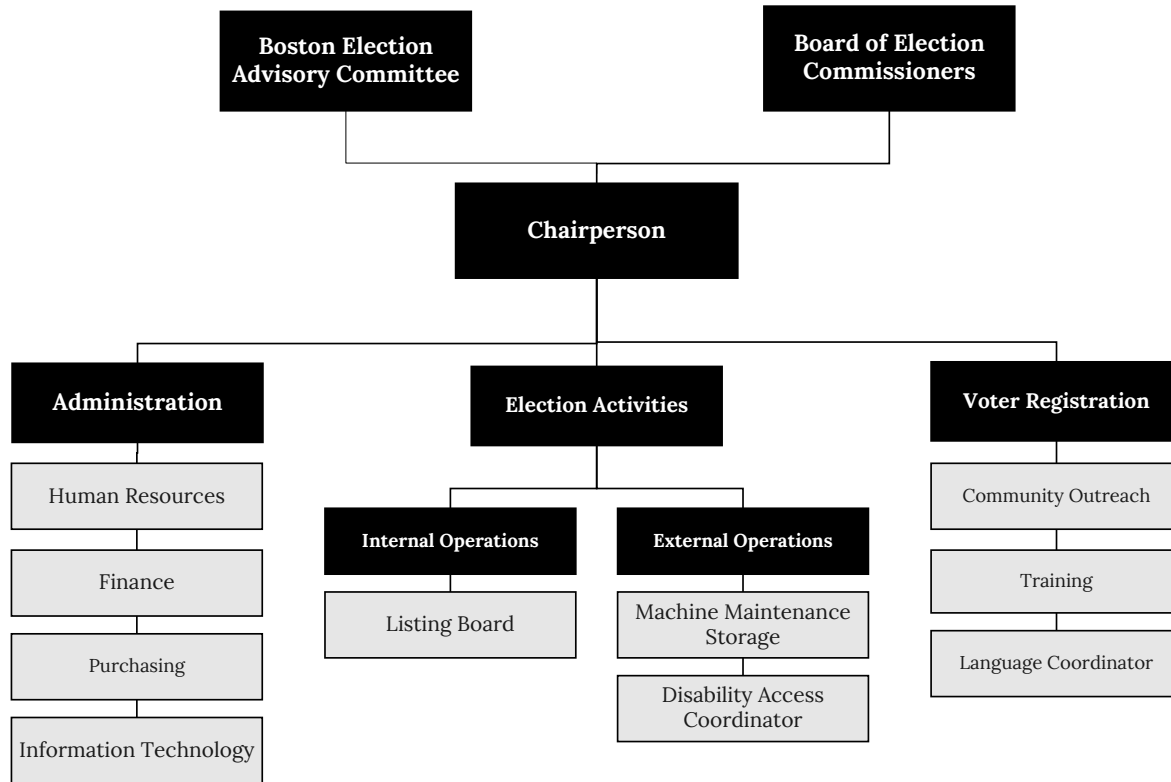 Boston Election
Advisory Committee
Board of Election
Commissioners
Chairperson
Administration
Election Activities
Voter Registration
Human Resources
Finance
Purchasing
Information Technology
Internal Operations
Listing Board
External Operations
Machine Maintenance
Storage
Disability Access
Coordinator
Community Outreach
Training
Language Coordinator